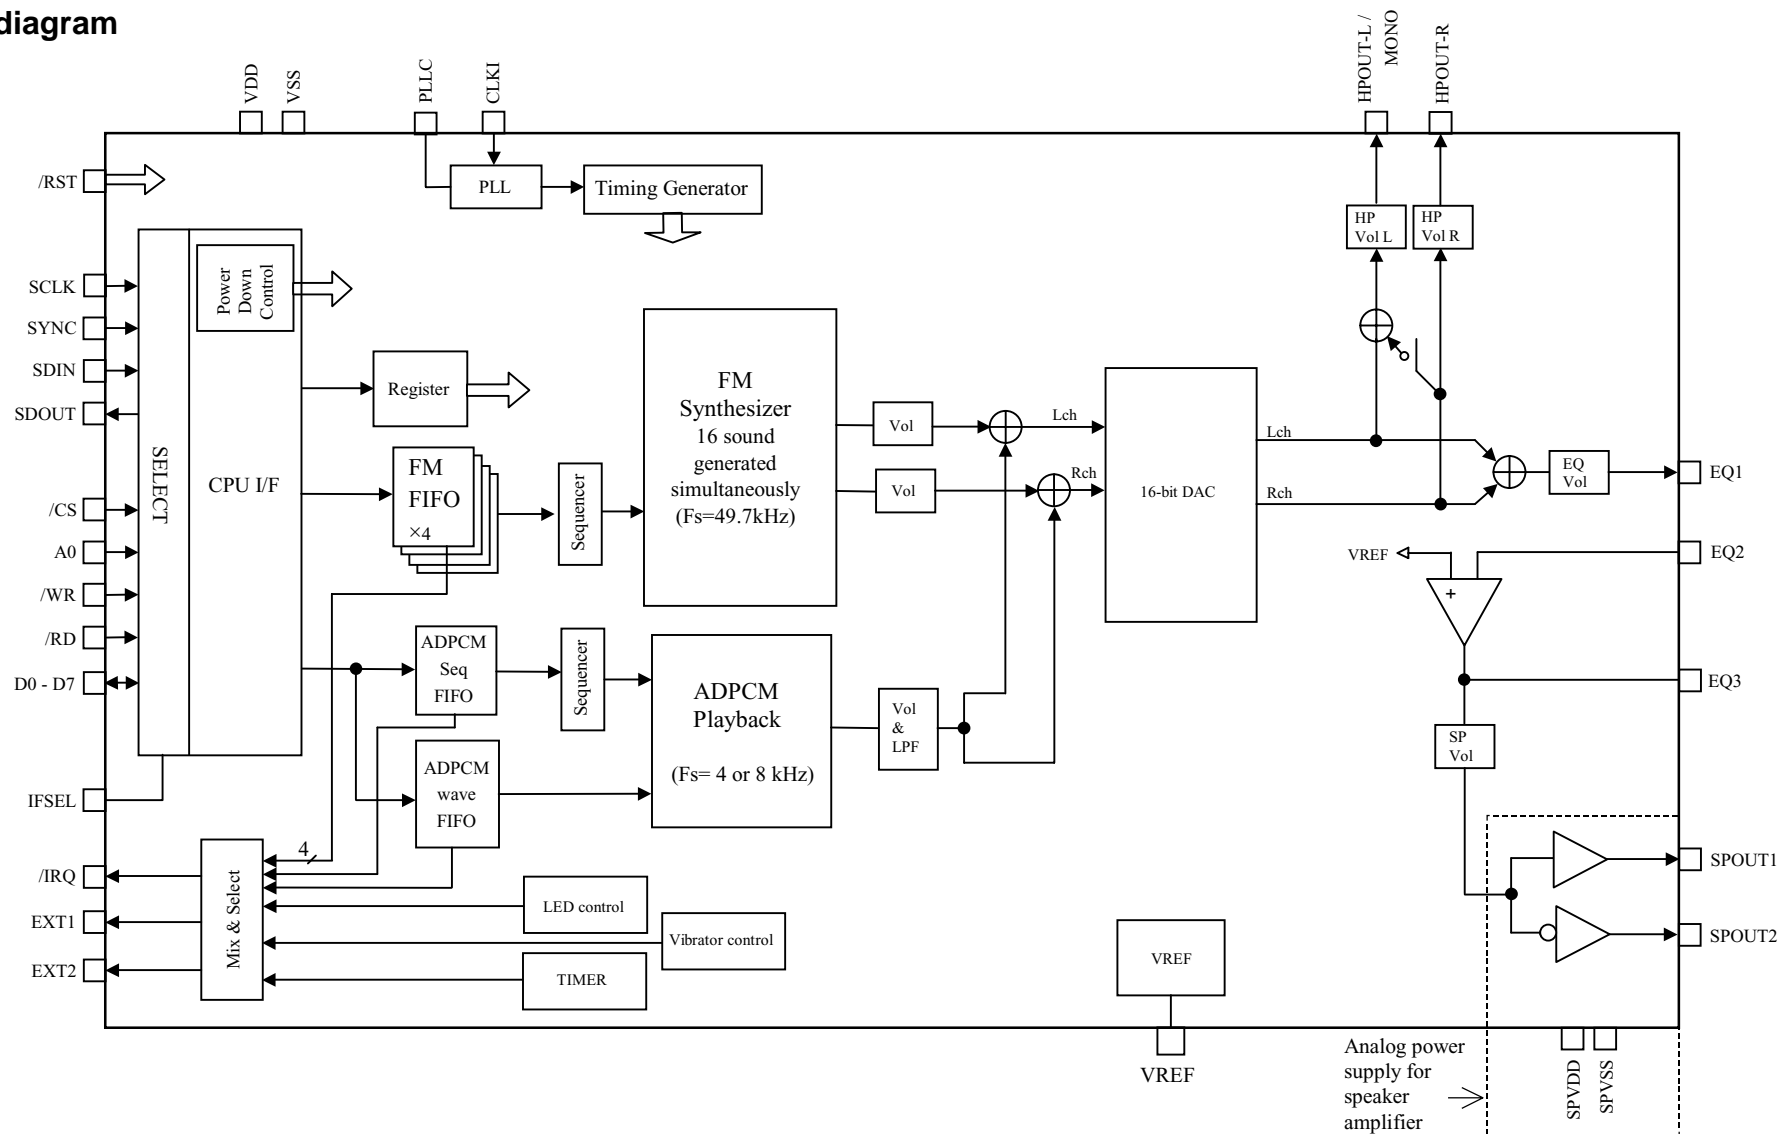 diagram
VDD
VSS
PLLC
CLKI
HPOUT-L /
MONO
HPOUT-R
/RST
PLL
Timing Generator
HP
Vol L
HP
Vol R
SCLK
SYNC
SDIN
SDOUT
/CS
A0
/WR
/RD
D0 - D7
IFSEL
/IRQ
EXT1
EXT2
SELECT
CPU I/F
Power
Down
Control
Register
FM
FIFO
×4
Sequencer
FM
Synthesizer
16 sound
generated
simultaneously
(Fs=49.7kHz)
Vol
Vol
Lch
Rch
16-bit DAC
Lch
Rch
EQ
Vol
EQ1
EQ2
EQ3
VREF
+
ADPCM
Seq
FIFO
Sequencer
ADPCM
Playback
(Fs= 4 or 8 kHz)
Vol
&
LPF
ADPCM
wave
FIFO
SP
Vol
4
Mix & Select
LED control
Vibrator control
TIMER
VREF
VREF
SPOUT1
SPOUT2
SPVDD
SPVSS
Analog power
supply for
speaker
amplifier